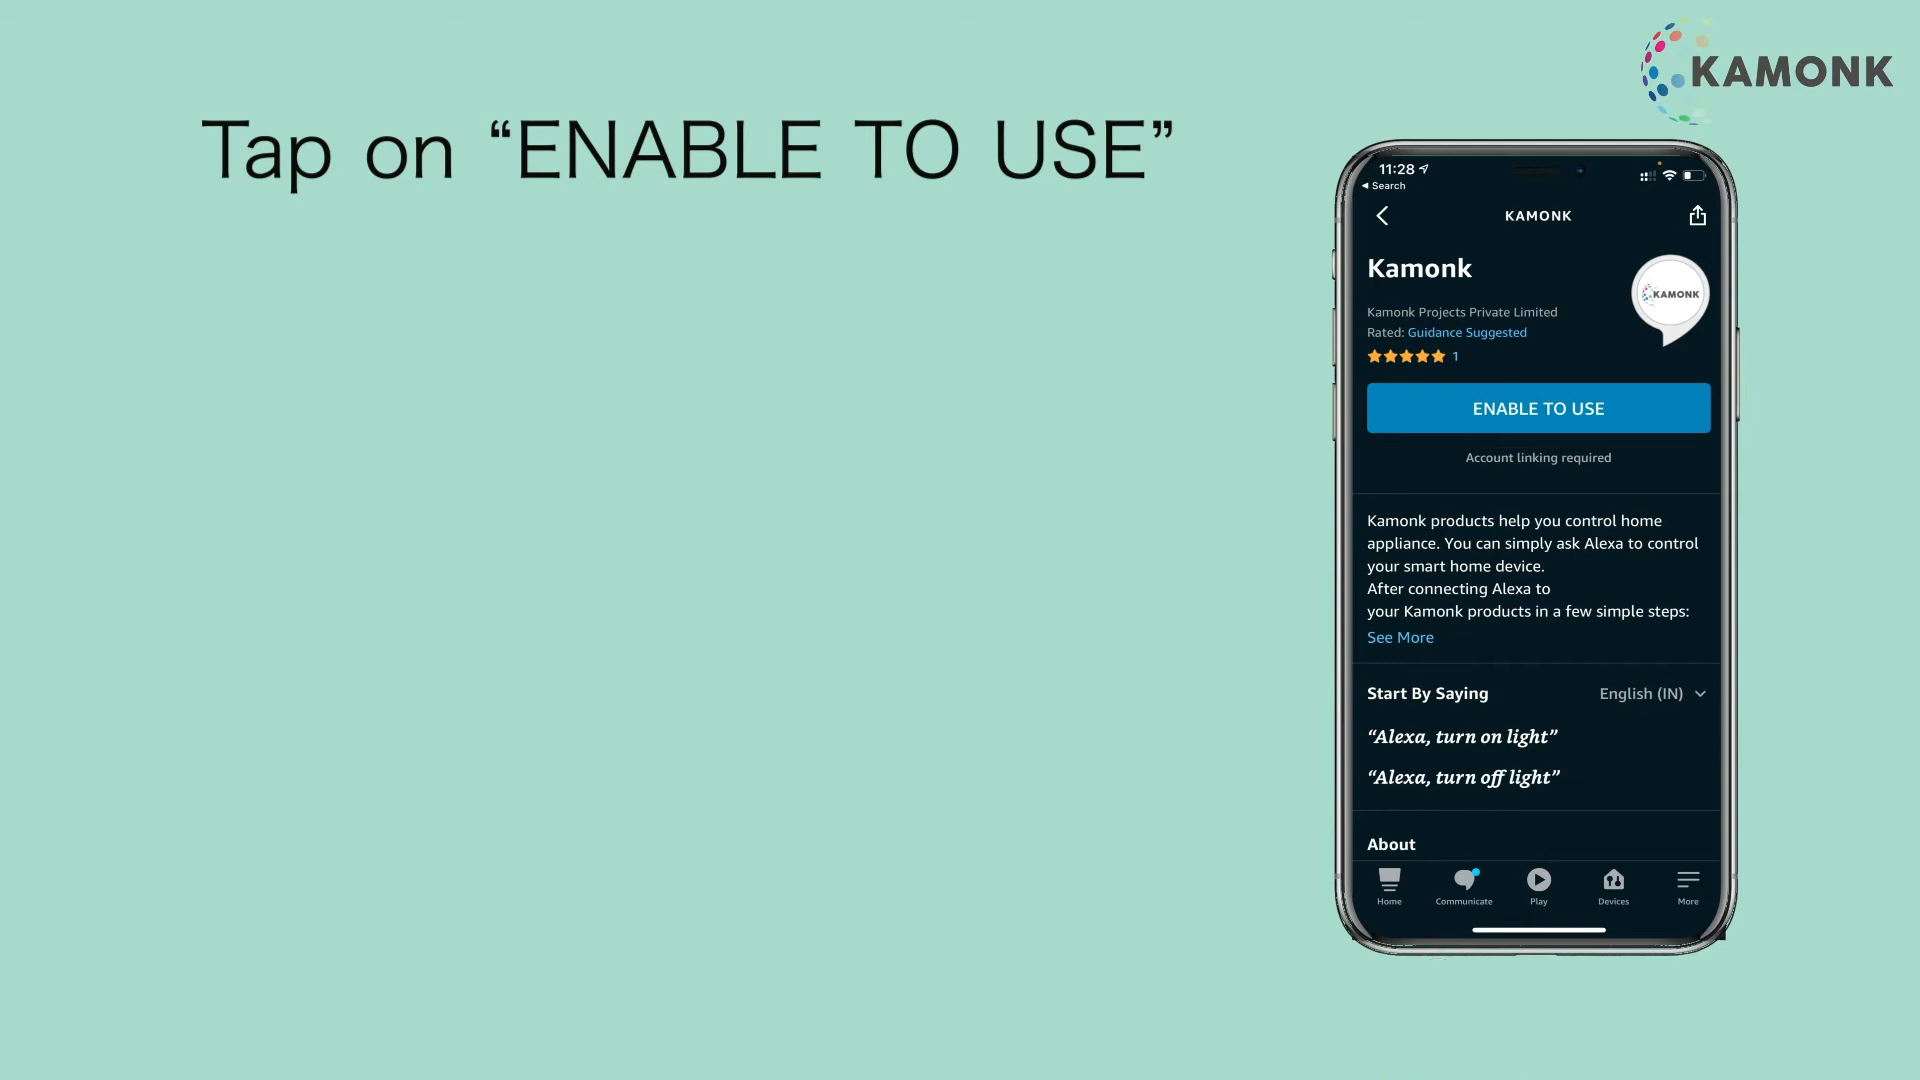 KAMONK
Tap on “ENABLE TO USE”
11:28
Search
KAMONK
Kamonk
KAMONK
Kamonk Projects Private Limited
Rated: Guidance Suggested
1
ENABLE TO USE
Account linking required
Kamonk products help you control home
appliance. You can simply ask Alexa to control
your smart home device.
After connecting Alexa to
your Kamonk products in a few simple steps:
See More
Start By Saying English (IN)
“Alexa, turn on light”
“Alexa, turn off light”
About
Home Communicate Play Devices More